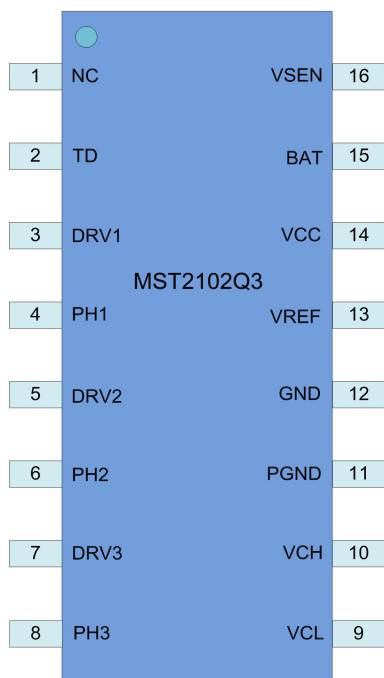 1 NC VSEN 16
2 TD BAT 15
3 DRV1 VCC 14
MST2102Q3
4 PH1 VREF 13
5 DRV2 GND 12
6 PH2 PGND 11
7 DRV3 VCH 10
8 PH3 VCL 9